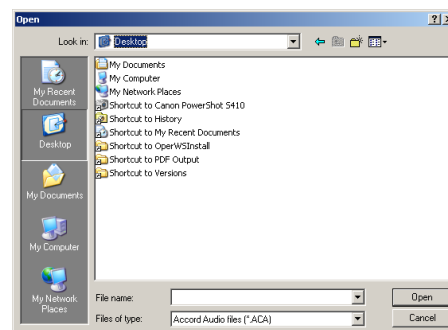 Open
Look in: Desktop
My Recent Documents
Desktop
My Documents
My Computer
My Network Places
My Documents
My Computer
My Network Places
Shortcut to Canon PowerShot S410
Shortcut to History
Shortcut to My Recent Documents
Shortcut to OperWSInstall
Shortcut to PDF Output
Shortcut to Versions
File name:
Open
Files of type: Accord Audio files (*.ACA)
Cancel